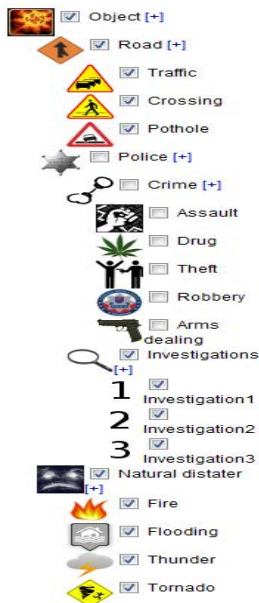 Object [+]
Road [+]
Traffic
Crossing
Pothole
Police [+]
Crime [+]
Assault
Drug
Theft
Robbery
Arms
dealing
Investigations
[+]
1
Investigation1
2
Investigation2
3
Investigation3
Natural distater
[+]
Fire
Flooding
Thunder
Tornado